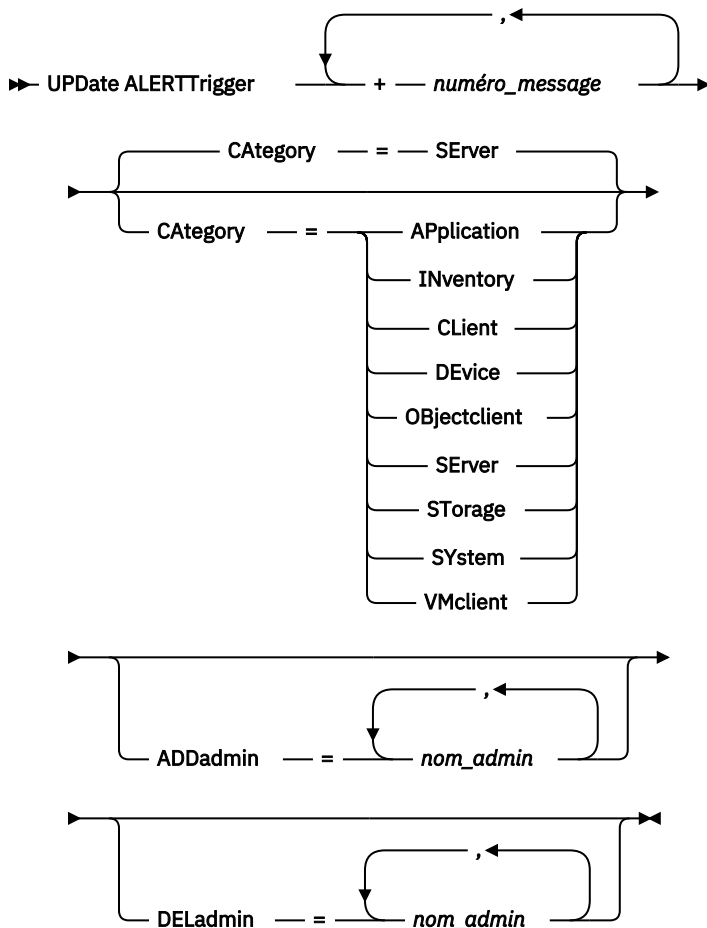 ,
UPDate ALERTTrigger + numéro_message
CAtegory = SErver
CAtegory = APplication
INventory
CLient
DEvice
OBjectclient
SErver
STorage
SYstem
VMclient
,
ADDadmin = nom_admin
,
DELadmin = nom_admin